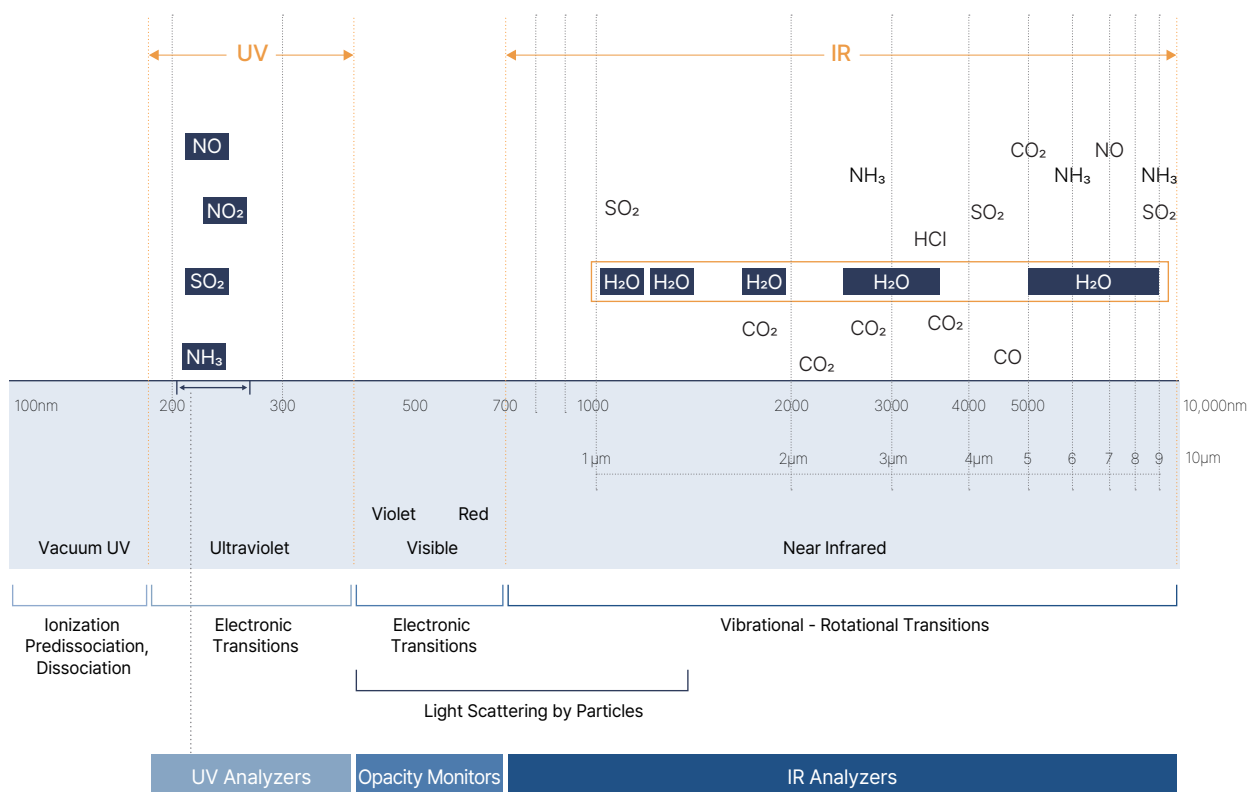 UV
IR
NO
CO₂
NO
NH₃
NH₃
NH₃
NO₂
SO₂
SO₂
SO₂
HCl
SO₂
H₂O
H₂O
H₂O
H₂O
H₂O
CO₂
CO₂
CO₂
NH₃
CO₂
CO
100nm
200
300
500
700
1000
2000
3000
4000
5000
10,000nm
1µm
2µm
3µm
4µm
5
6
7
8
9
10µm
Violet
Red
Vacuum UV
Ultraviolet
Visible
Near Infrared
Ionization
Predissociation,
Dissociation
Electronic
Transitions
Electronic
Transitions
Vibrational - Rotational Transitions
Light Scattering by Particles
UV Analyzers
Opacity Monitors
IR Analyzers